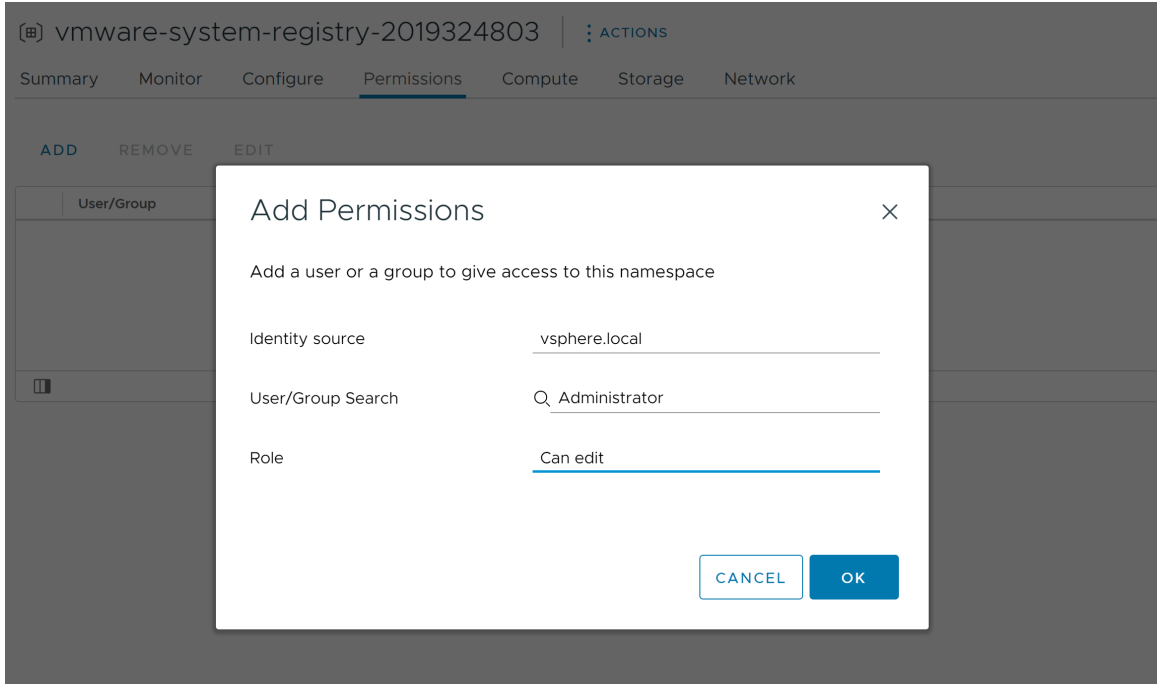 vmware-system-registry-2019324803 ACTIONS
Summary Monitor Configure Permissions Compute Storage Network
ADD REMOVE EDIT
User/Group
Add Permissions
Add a user or a group to give access to this namespace
Identity source vsphere.local
User/Group Search Administrator
Role Can edit
CANCEL OK